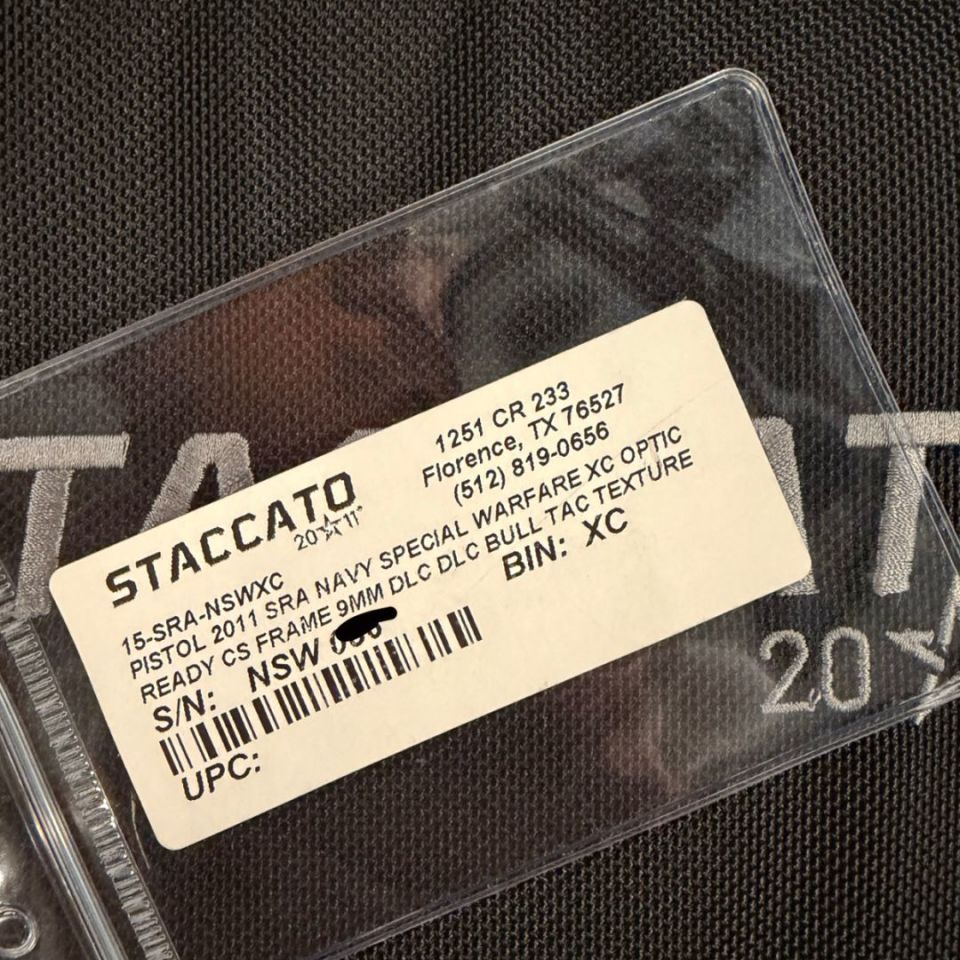 STACCATO
20 11
1251 CR 233
Florence, TX 76527
(512) 819-0656
15-SRA-NSWXC
PISTOL 2011 SRA NAVY SPECIAL WARFARE XC OPTIC
READY CS FRAME 9MM DLC DLC BULL TAC TEXTURE
S/N: NSW
BIN: XC
UPC:
20